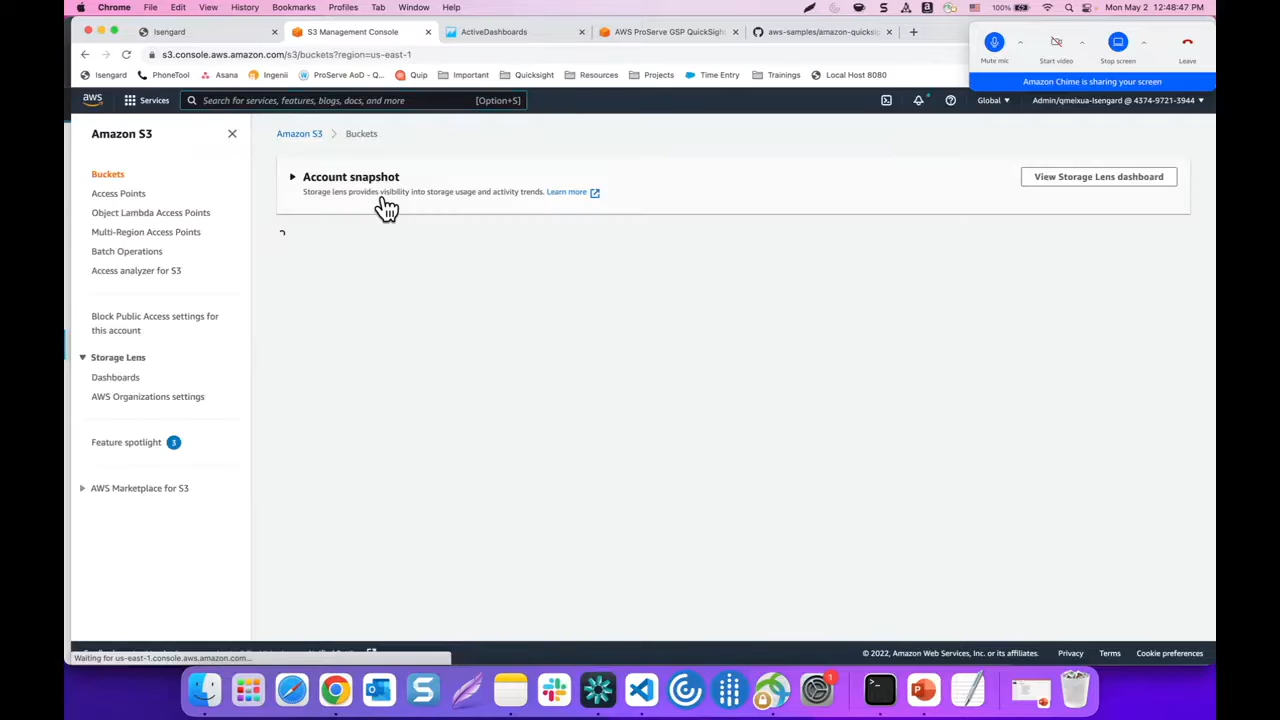 Chrome File Edit View History Bookmarks Profiles Tab Window Help
100% Mon May 2 12:48:47 PM
Isengard
S3 Management Console
ActiveDashboards
AWS ProServe GSP QuickSigh
aws-samples/amazon-quicksi
s3.console.aws.amazon.com/s3/buckets?region=us-east-1
Mute mic
Start video
Stop screen
Leave
Amazon Chime is sharing your screen
Isengard PhoneTool Asana Ingenii ProServe AoD - Q... Quip Important Quicksight Resources Projects Time Entry Trainings Local Host 8080
aws
Services
Search for services, features, blogs, docs, and more
[Option+S]
Global
Admin/qmeixua-Isengard @ 4374-9721-3944
Amazon S3
Buckets
Access Points
Object Lambda Access Points
Multi-Region Access Points
Batch Operations
Access analyzer for S3
Block Public Access settings for
this account
Storage Lens
Dashboards
AWS Organizations settings
Feature spotlight 3
AWS Marketplace for S3
Amazon S3 > Buckets
Account snapshot
Storage lens provides visibility into storage usage and activity trends. Learn more
View Storage Lens dashboard
Waiting for us-east-1.console.aws.amazon.com...
© 2022, Amazon Web Services, Inc. or its affiliates.
Privacy
Terms
Cookie preferences
1